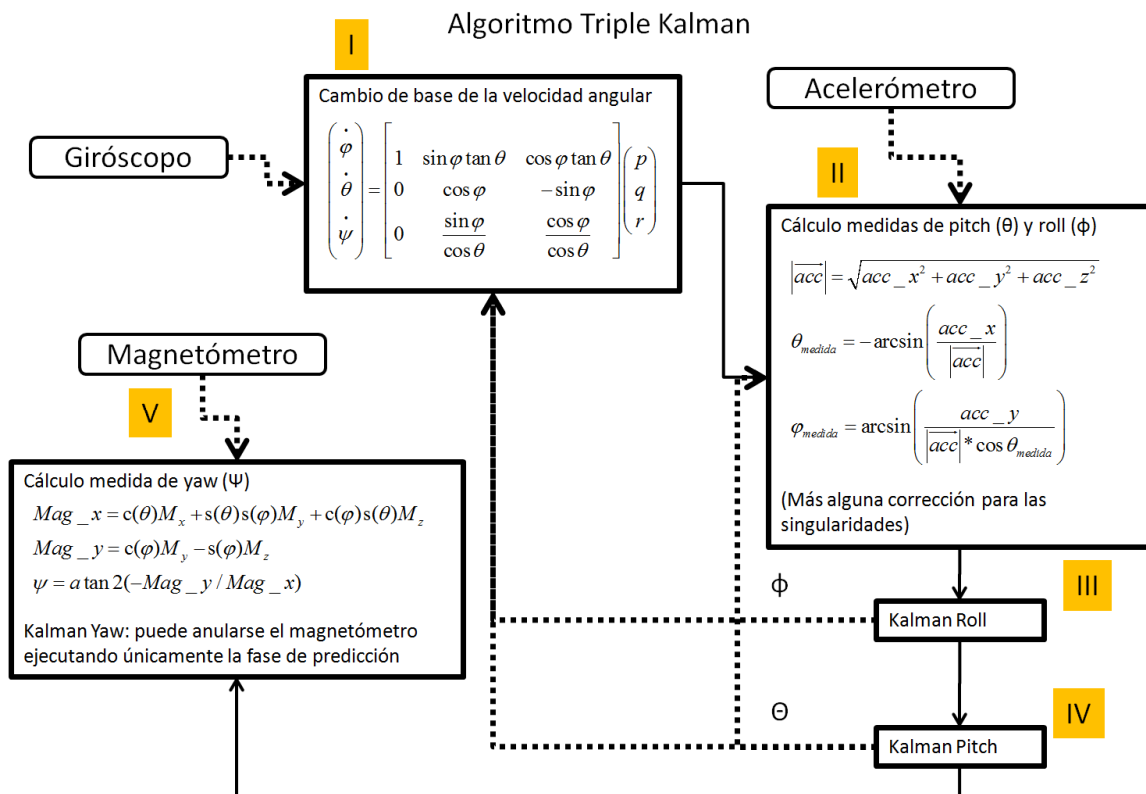 Algoritmo Triple Kalman
I
Cambio de base de la velocidad angular
Giróscopo
(φ̇ θ̇ ψ̇) = [1 sinφ tanθ cosφ tanθ
0 cosφ −sinφ
0 sinφ/cosθ cosφ/cosθ] (p q r)
Acelerómetro
II
Cálculo medidas de pitch (θ) y roll (ϕ)
|acc⃗| = √(acc_x² + acc_y² + acc_z²)
θ_medida = −arcsin(acc_x / |acc⃗|)
φ_medida = arcsin(acc_y / (|acc⃗| * cosθ_medida))
(Más alguna corrección para las
singularidades)
Magnetómetro
V
Cálculo medida de yaw (Ψ)
Mag_x = c(θ)M_x + s(θ)s(φ)M_y + c(φ)s(θ)M_z
Mag_y = c(φ)M_y − s(φ)M_z
ψ = a tan 2(−Mag_y / Mag_x)
Kalman Yaw: puede anularse el magnetómetro
ejecutando únicamente la fase de predicción
ϕ
III
Kalman Roll
Θ
IV
Kalman Pitch